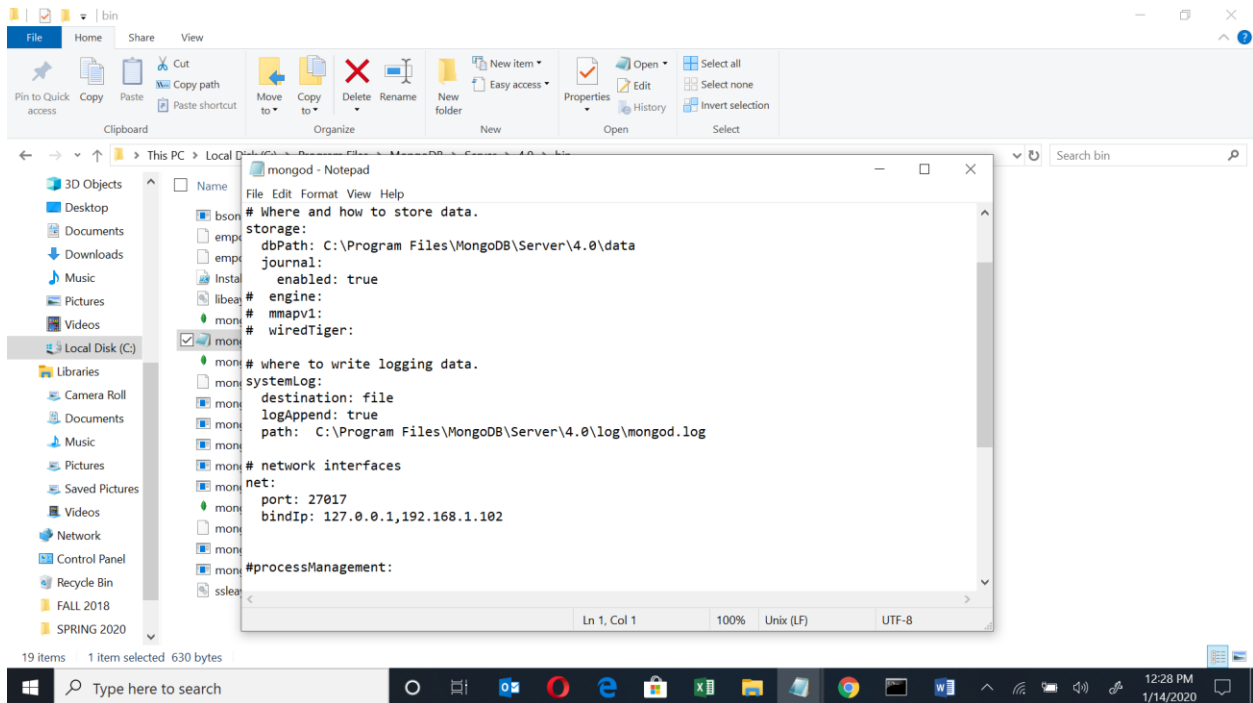 bin
File Home Share View
Pin to Quick access
Copy
Paste
Cut
Copy path
Paste shortcut
Clipboard
Move to
Copy to
Delete
Rename
Organize
New folder
New item
Easy access
New
Properties
Open
Edit
History
Open
Select all
Select none
Invert selection
Select
This PC > Local
Search bin
3D Objects
Desktop
Documents
Downloads
Music
Pictures
Videos
Local Disk (C:)
Libraries
Camera Roll
Documents
Music
Pictures
Saved Pictures
Videos
Network
Control Panel
Recycle Bin
FALL 2018
SPRING 2020
Name
bson
Instal
mongod - Notepad
File Edit Format View Help
# Where and how to store data.
storage:
  dbPath: C:\Program Files\MongoDB\Server\4.0\data
  journal:
    enabled: true
#  engine:
#  mmapv1:
#  wiredTiger:
# where to write logging data.
systemLog:
  destination: file
  logAppend: true
  path:  C:\Program Files\MongoDB\Server\4.0\log\mongod.log
# network interfaces
net:
  port: 27017
  bindIp: 127.0.0.1,192.168.1.102
#processManagement:
Ln 1, Col 1 100% Unix (LF) UTF-8
19 items 1 item selected 630 bytes
Type here to search
12:28 PM
1/14/2020